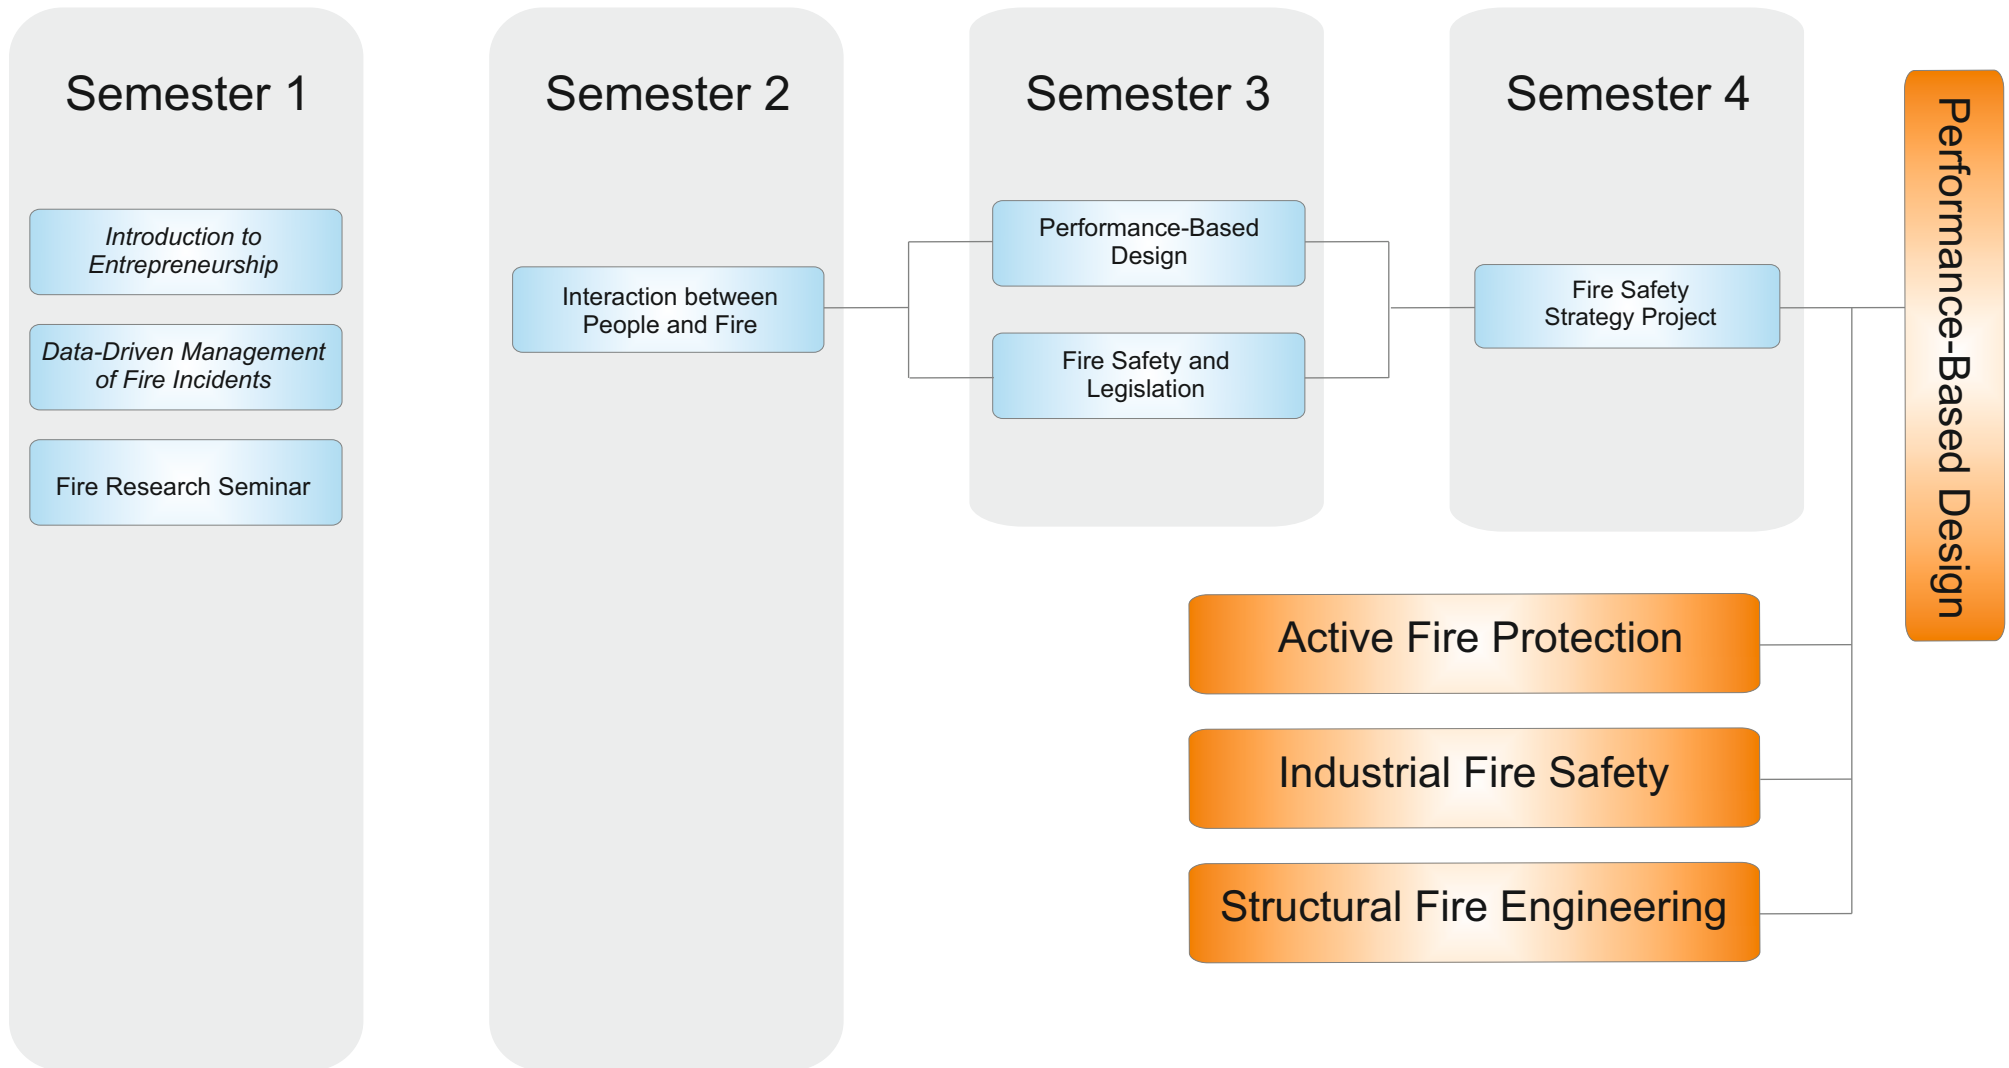 Semester 1
Introduction to
Entrepreneurship
Data-Driven Management
of Fire Incidents
Fire Research Seminar
Semester 2
Interaction between
People and Fire
Semester 3
Performance-Based
Design
Fire Safety and
Legislation
Semester 4
Fire Safety
Strategy Project
Performance-Based Design
Active Fire Protection
Industrial Fire Safety
Structural Fire Engineering